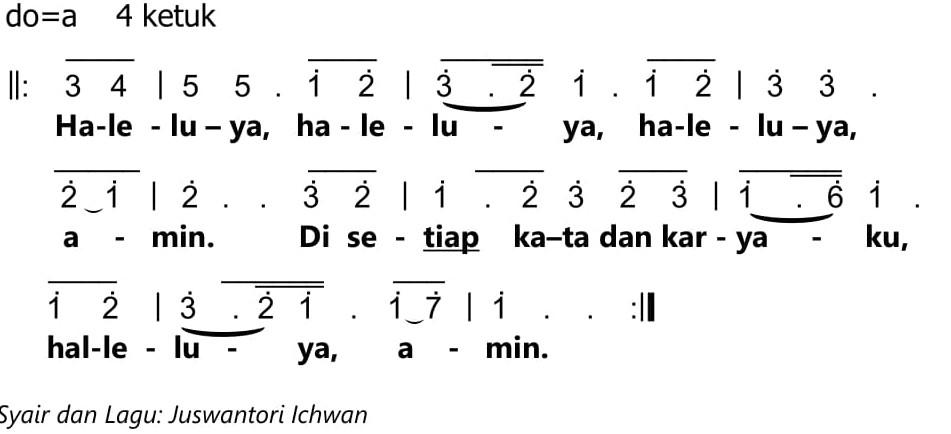 do=a 4 ketuk
||: 3 4 | 5 5 . 1̇ 2̇ | 3̇ . 2̇ 1̇ . 1̇ 2̇ | 3̇ 3̇ .
Ha-le - lu – ya, ha - le - lu - ya, ha-le - lu – ya,
2̇ 1̇ | 2̇ . . 3̇ 2̇ | 1̇ . 2̇ 3̇ 2̇ 3̇ | 1̇ . 6̇ 1̇ .
a - min. Di se - tiap ka–ta dan kar - ya - ku,
1̇ 2̇ | 3̇ . 2̇ 1̇ . 1̇ 7̇ | 1̇ . . :||
hal-le - lu - ya, a - min.
Syair dan Lagu: Juswantori Ichwan